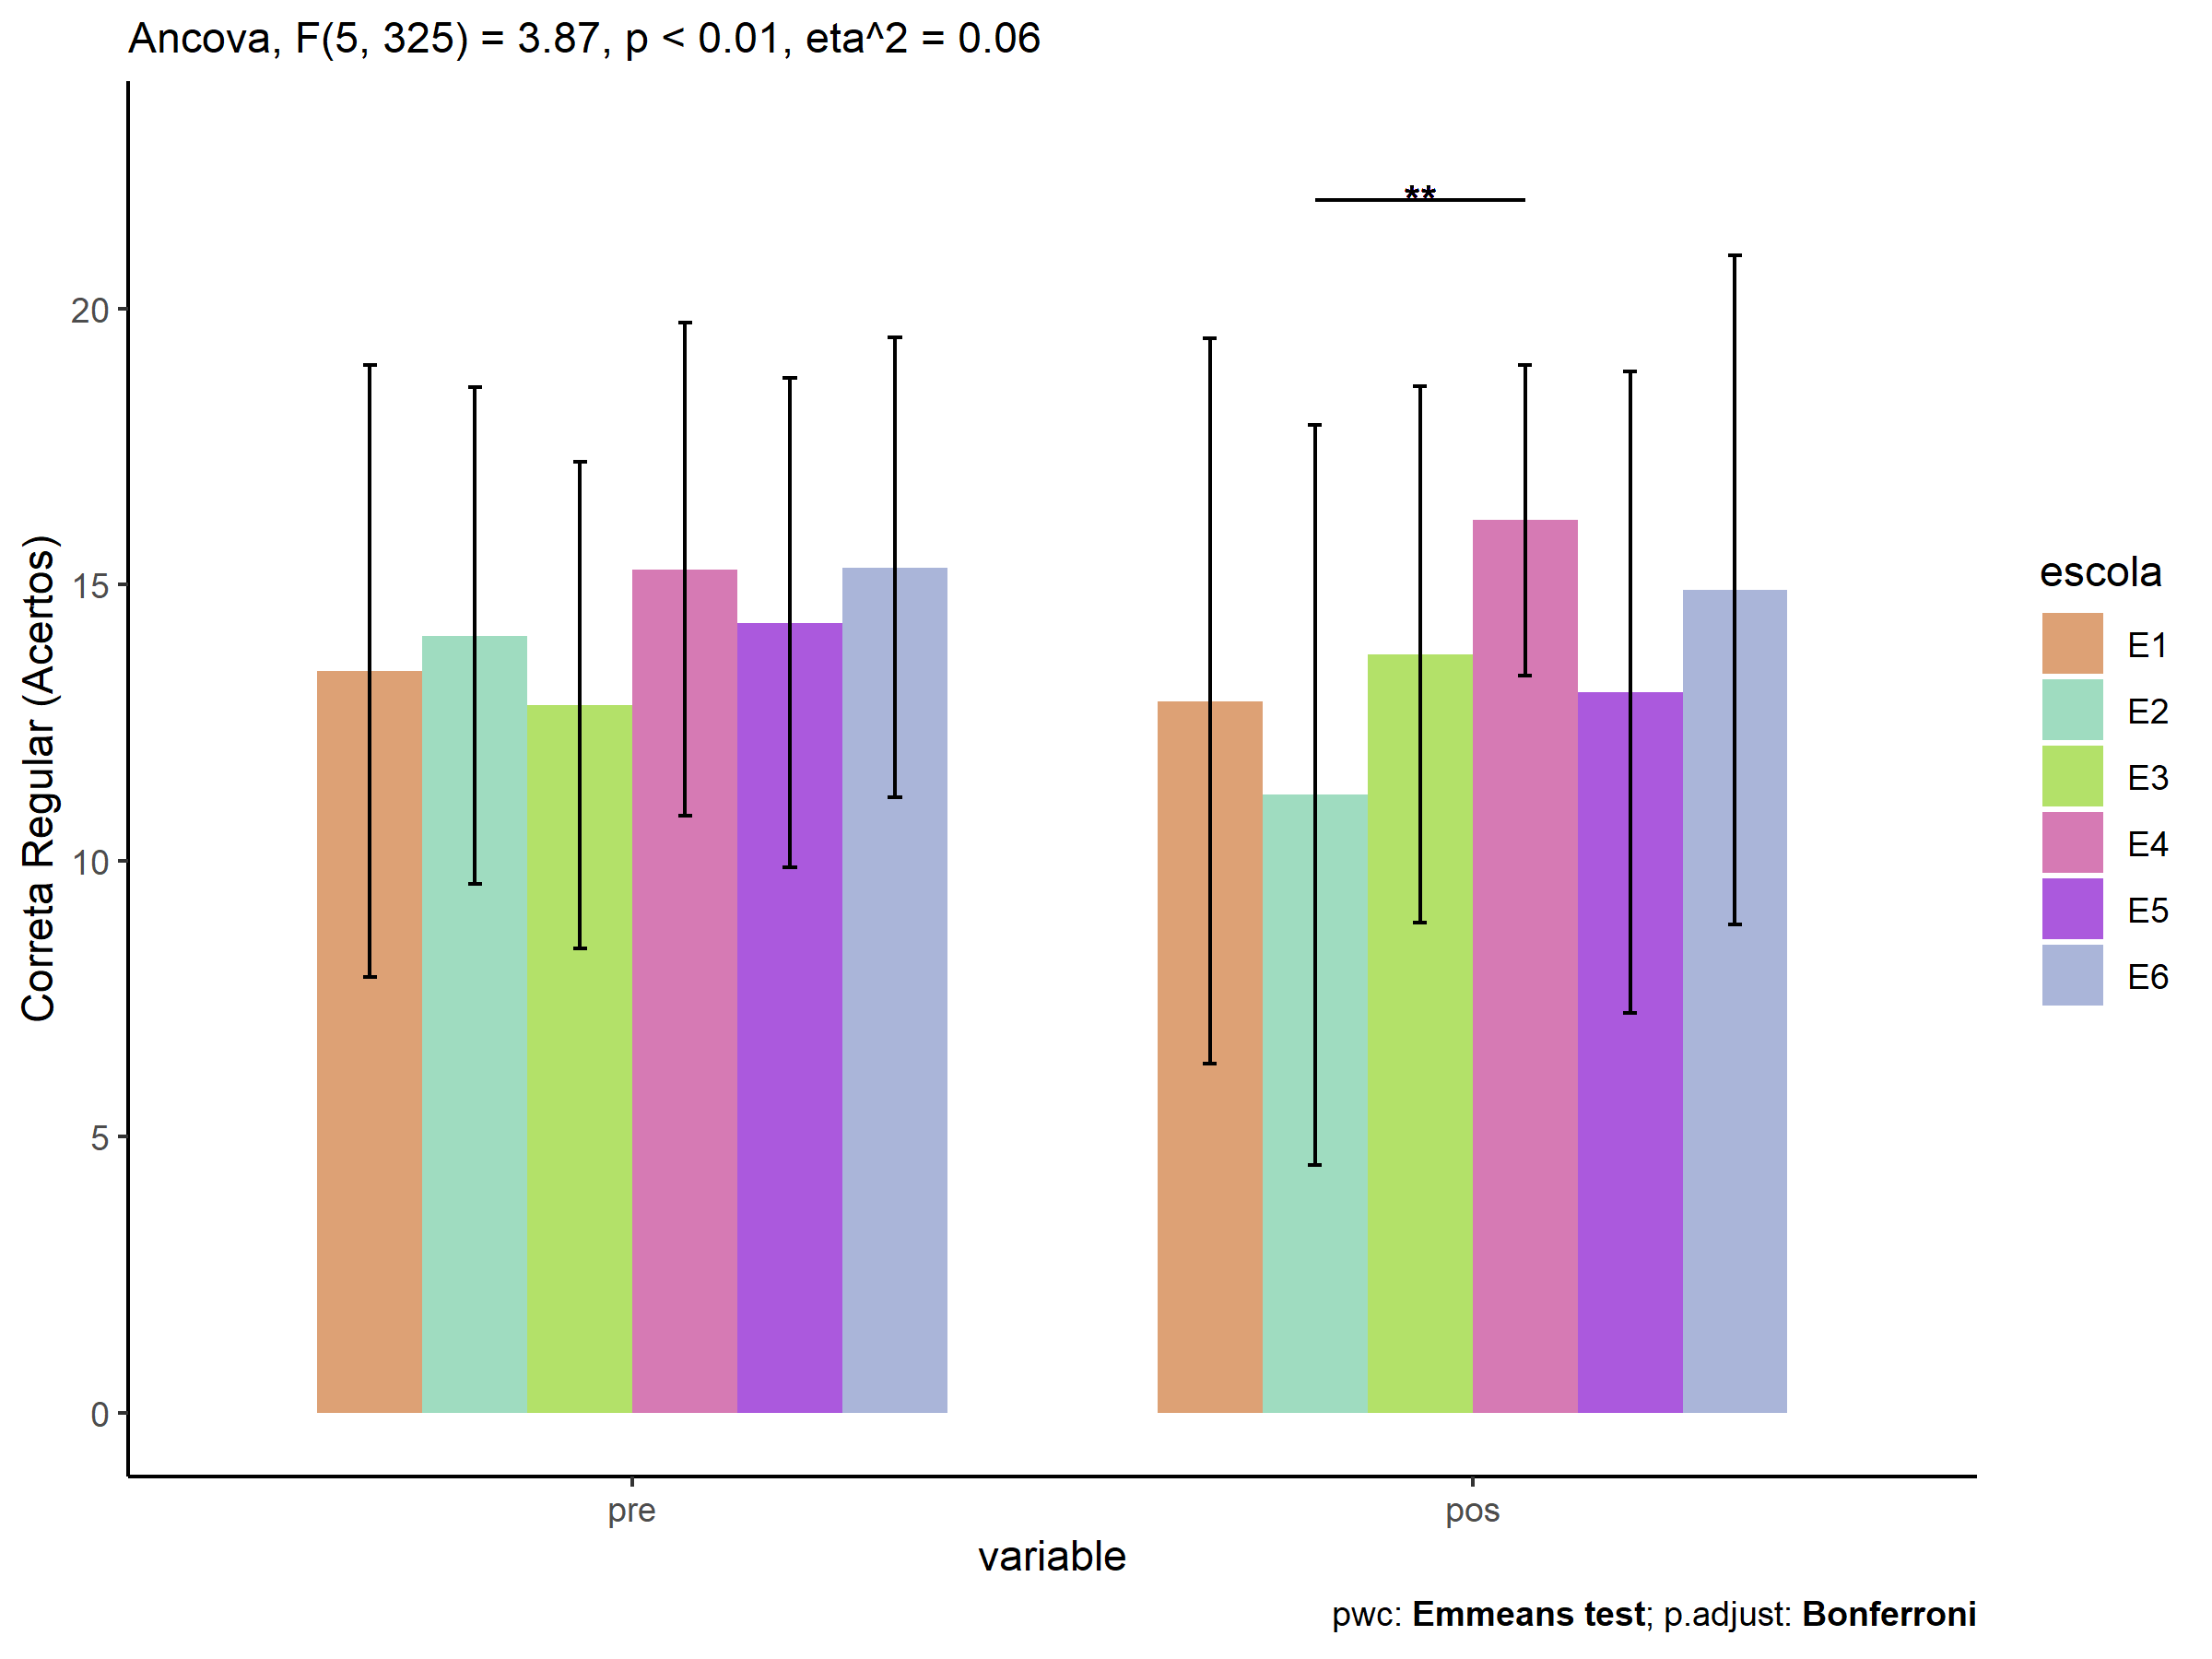 Ancova, F(5, 325) = 3.87, p < 0.01, eta^2 = 0.06
Correta Regular (Acertos)
20
15
10
5
0
**
pre
pos
variable
escola
E1
E2
E3
E4
E5
E6
pwc: Emmeans test; p.adjust: Bonferroni